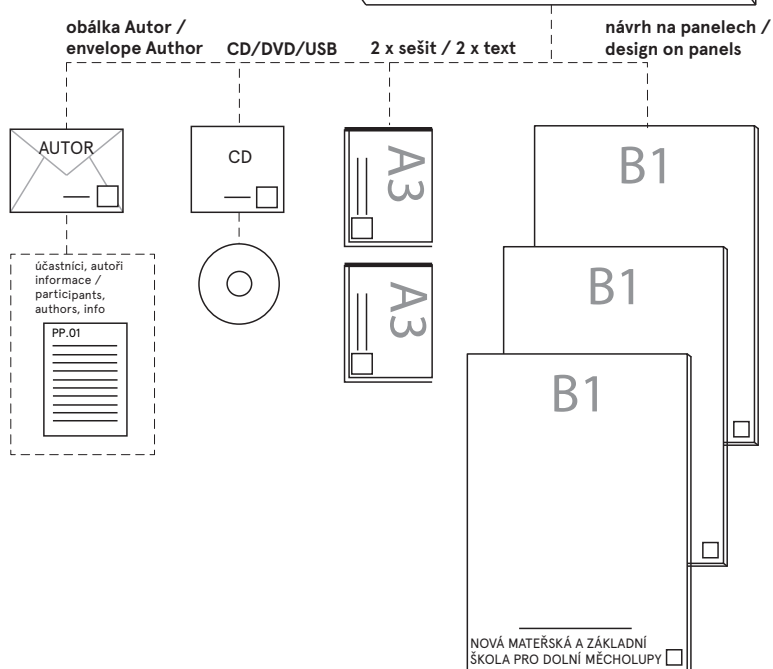 obálka Autor /
envelope Author
CD/DVD/USB
2 x sešit / 2 x text
návrh na panelech /
design on panels
AUTOR
CD
A3
B1
účastníci, autoři
informace /
participants,
authors, info
PP.01
A3
B1
B1
NOVÁ MATEŘSKÁ A ZÁKLADNÍ
ŠKOLA PRO DOLNÍ MĚCHOLUPY